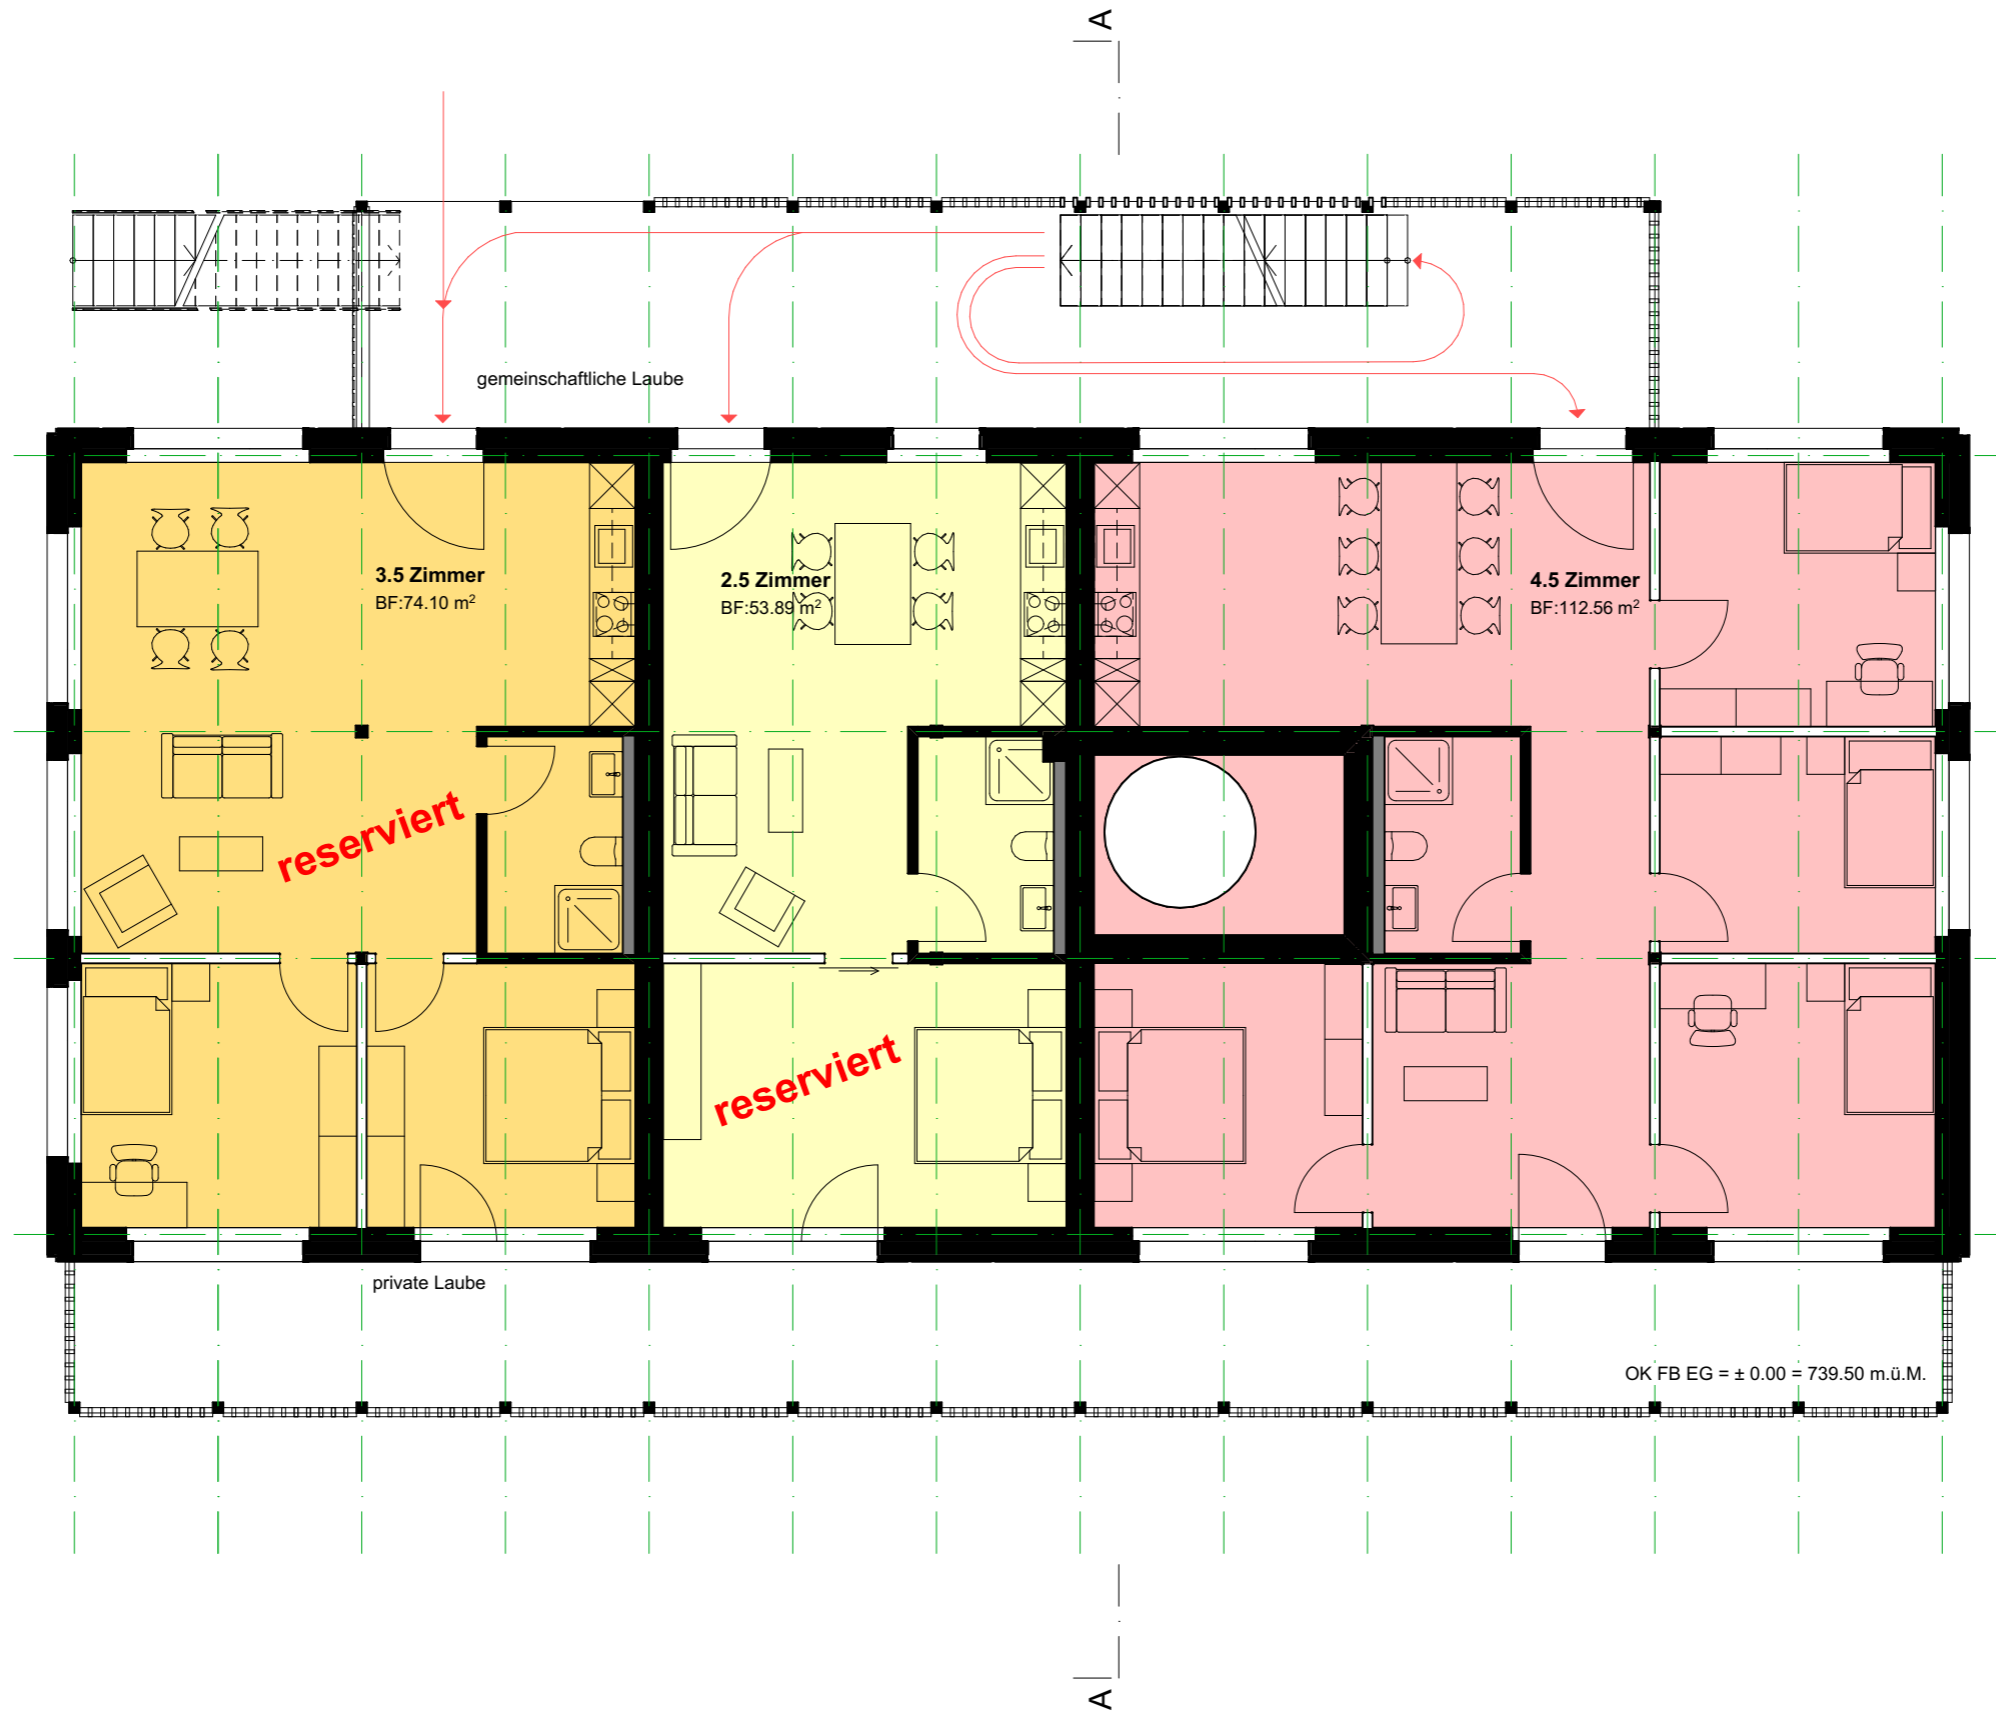 A
gemeinschaftliche Laube
3.5 Zimmer
BF:74.10 m²
2.5 Zimmer
BF:53.89 m²
4.5 Zimmer
BF:112.56 m²
reserviert
reserviert
private Laube
OK FB EG = ± 0.00 = 739.50 m.ü.M.
A